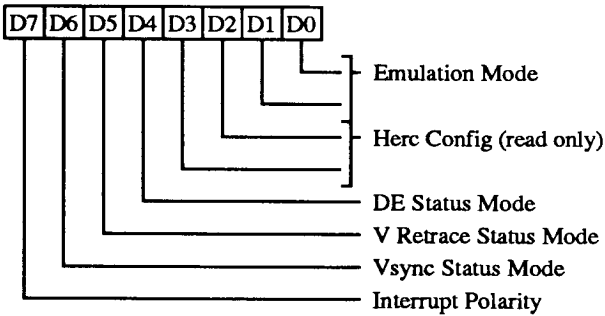 D7 D6 D5 D4 D3 D2 D1 D0
Emulation Mode
Herc Config (read only)
DE Status Mode
V Retrace Status Mode
Vsync Status Mode
Interrupt Polarity